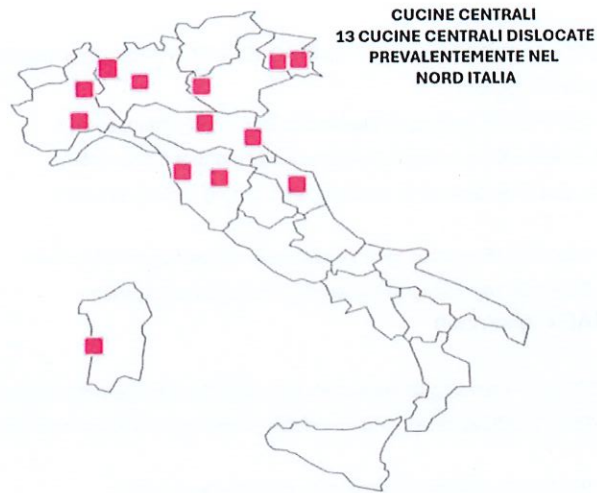 CUCINE CENTRALI
13 CUCINE CENTRALI DISLOCATE
PREVALENTEMENTE NEL
NORD ITALIA